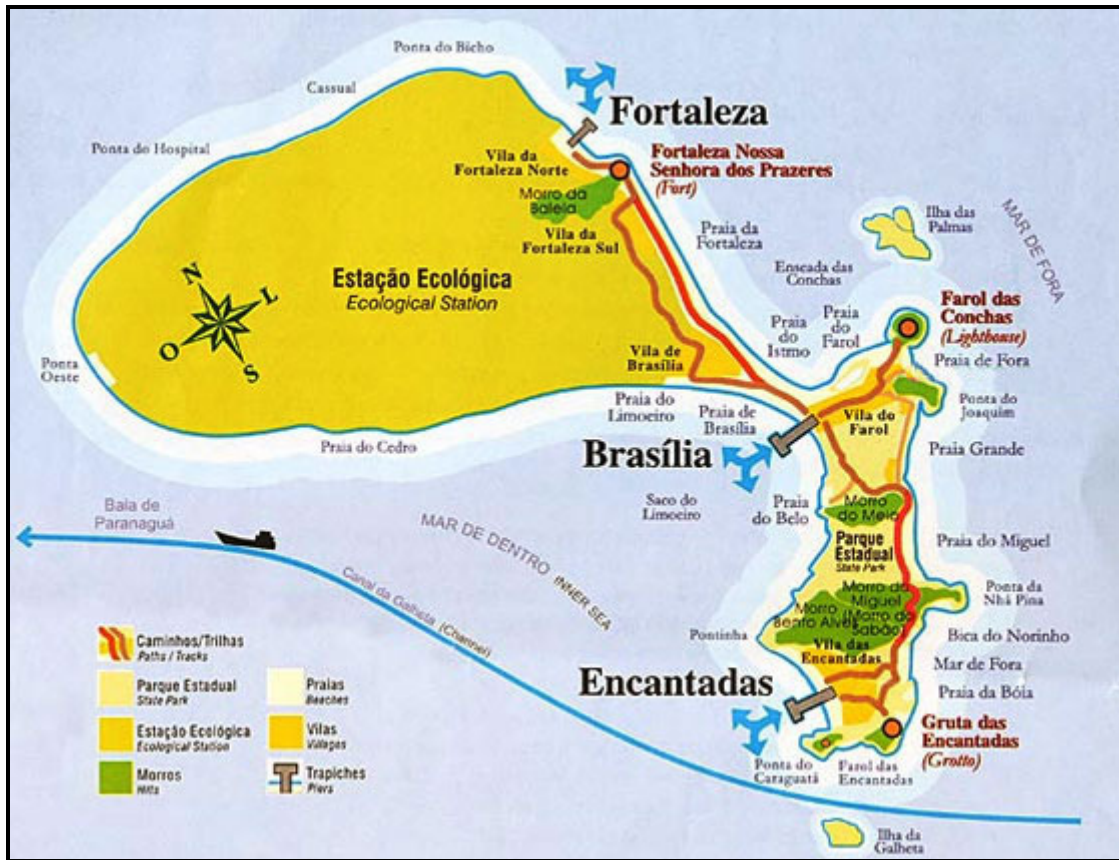 Ponta do Bicho
Cassual
Ponta do Hospital
Fortaleza
Vila da
Fortaleza Norte
Fortaleza Nossa
Senhora dos Prazeres
(Fort)
Morro da
Baleia
Vila da
Fortaleza Sul
Praia da
Fortaleza
Ilha das
Palmas
MAR DE FORA
Estação Ecológica
Ecological Station
Enseada das
Conchas
N
L
O
S
Farol das
Conchas
(Lighthouse)
Praia
do
Istmo
Praia
do
Farol
Praia de Fora
Ponta
Oeste
Vila de
Brasília
Ponta do
Joaquim
Praia do
Limoeiro
Praia de
Brasília
Vila do
Farol
Praia do Cedro
Brasília
Praia Grande
Baia de
Paranaguá
MAR DE DENTRO INNER SEA
Saco do
Limoeiro
Praia
do Belo
Morro
do Meio
Praia do Miguel
Parque
Estadual
State Park
Canal da Galheta (Channel)
Morro do
Miguel
(Morro do
Sabão)
Ponta da
Nhá Pina
Morro
Bento Alves
Pontinha
Bica do Norinho
Vila das
Encantadas
Mar de Fora
Encantadas
Praia da Bóia
Gruta das
Encantadas
(Grotto)
Ponta do
Caraguatá
Farol das
Encantadas
Ilha da
Galheta
Caminhos/Trilhas
Paths / Tracks
Parque Estadual
State Park
Estação Ecológica
Ecological Station
Morros
Hills
Praias
Beaches
Vilas
Villages
Trapiches
Piers